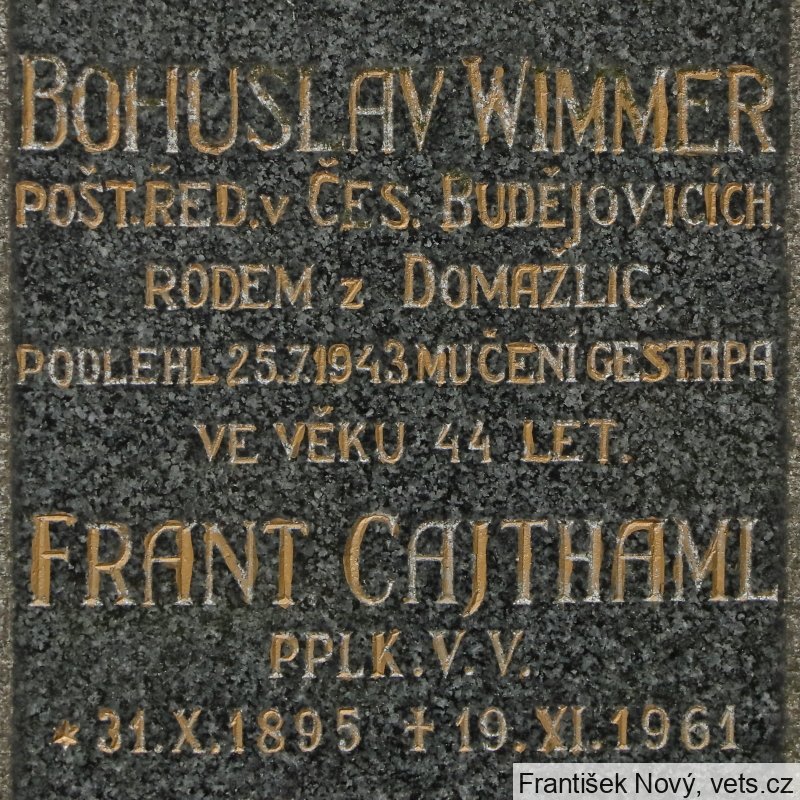 BOHUSLAV WIMMER
POŠT.ŘED.v ČES. BUDĚJOVICÍCH.
RODEM z DOMAŽLIC,
PODLEHL 25.7.1943 MUČENÍ GESTAPA
VE VĚKU 44 LET.
FRANT CAJTHAML
PPLK.V.V.
* 31.X.1895 ✝ 19.XI.1961
František Nový, vets.cz